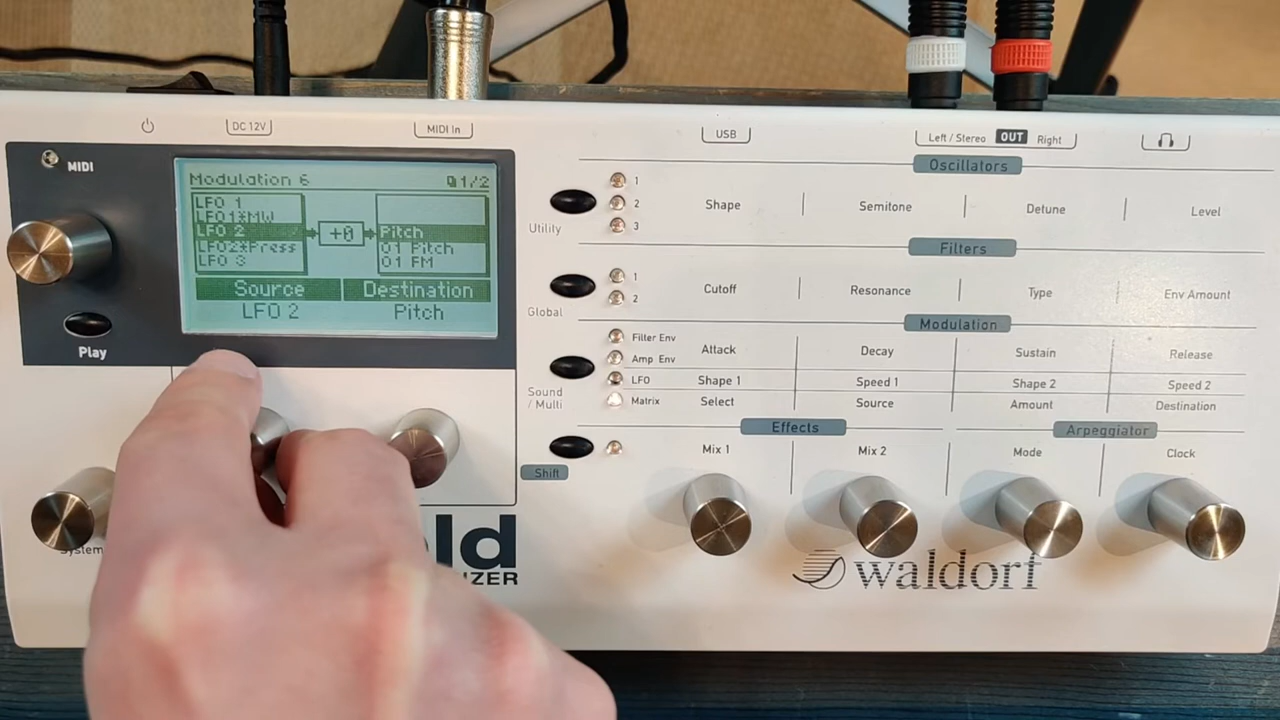 DC 12V
MIDI In
USB
Left / Stereo OUT Right
MIDI
Play
System
Modulation 6
1/2
LFO 1
LFO1*MW
LFO 2
LFO2*Press
LFO 3
+0
Pitch
O1 Pitch
O1 FM
Source
Destination
LFO 2
Pitch
Utility
Global
Sound
/ Multi
Shift
Oscillators
1
2
3
Shape
Semitone
Detune
Level
Filters
1
2
Cutoff
Resonance
Type
Env Amount
Modulation
Filter Env
Amp Env
LFO
Matrix
Attack
Decay
Sustain
Release
Shape 1
Speed 1
Shape 2
Speed 2
Select
Source
Amount
Destination
Effects
Arpeggiator
Mix 1
Mix 2
Mode
Clock
waldorf